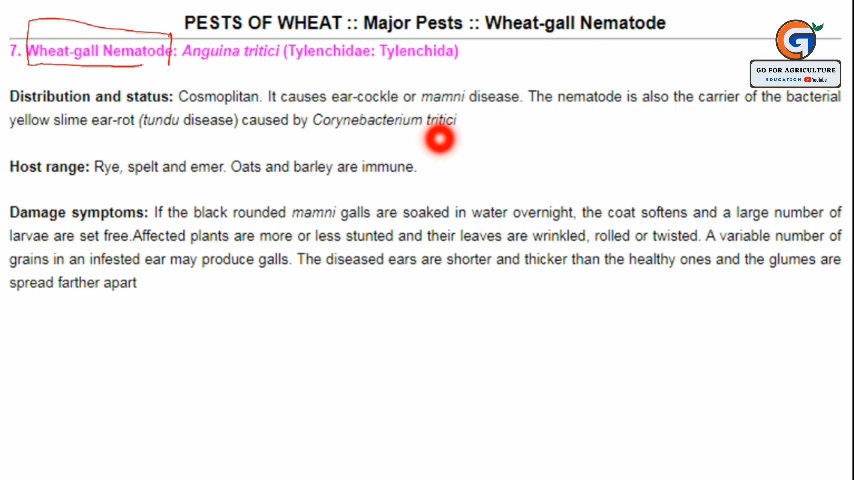 PESTS OF WHEAT :: Major Pests :: Wheat-gall Nematode
7. Wheat-gall Nematode: Anguina tritici (Tylenchidae: Tylenchida)
GO FOR AGRICULTURE
EDUCATION
Distribution and status: Cosmoplitan. It causes ear-cockle or mamni disease. The nematode is also the carrier of the bacterial
yellow slime ear-rot (tundu disease) caused by Corynebacterium tritici
Host range: Rye, spelt and emer. Oats and barley are immune.
Damage symptoms: If the black rounded mamni galls are soaked in water overnight, the coat softens and a large number of
larvae are set free.Affected plants are more or less stunted and their leaves are wrinkled, rolled or twisted. A variable number of
grains in an infested ear may produce galls. The diseased ears are shorter and thicker than the healthy ones and the glumes are
spread farther apart